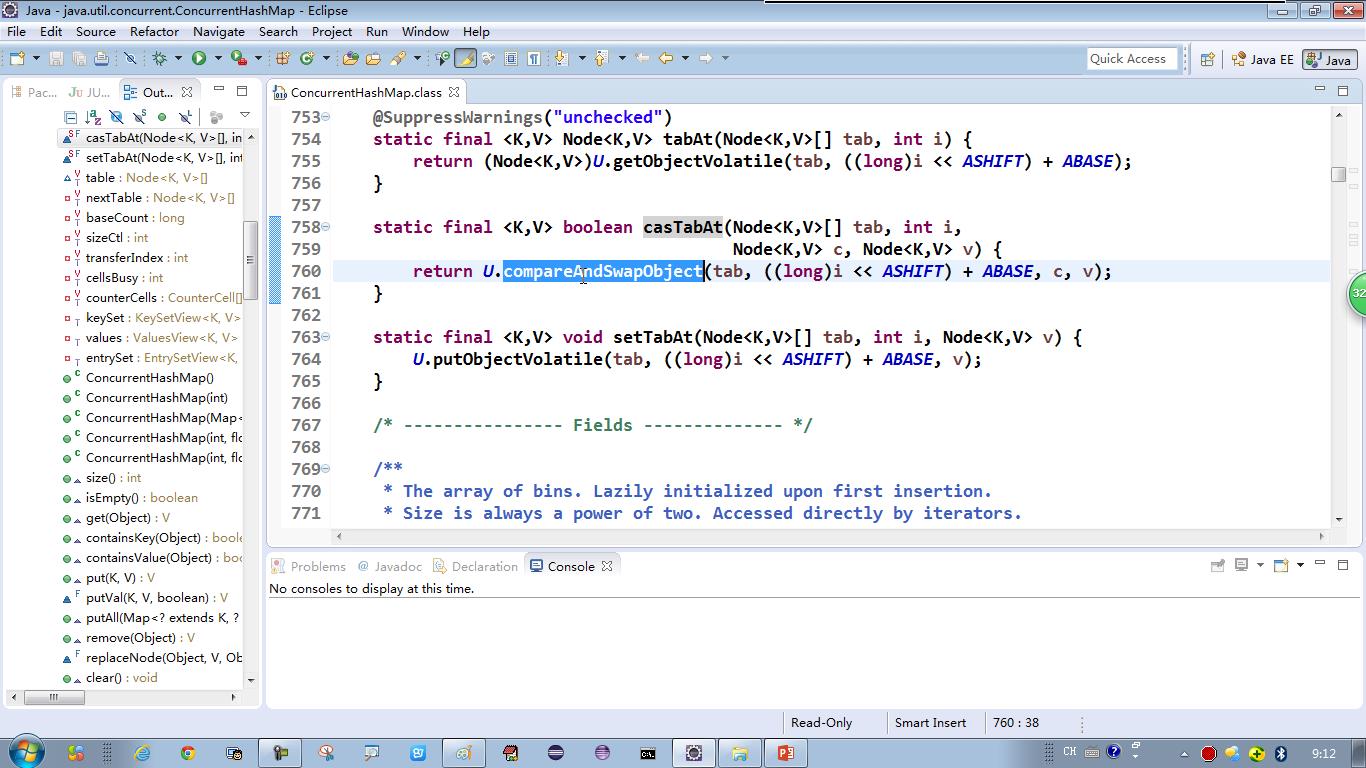 Java - java.util.concurrent.ConcurrentHashMap - Eclipse
File Edit Source Refactor Navigate Search Project Run Window Help
Quick Access Java EE Java
Pac... JU... Out... ConcurrentHashMap.class
casTabAt(Node<K, V>[], in
setTabAt(Node<K, V>[], int
table : Node<K, V>[]
nextTable : Node<K, V>[]
baseCount : long
sizeCtl : int
transferIndex : int
cellsBusy : int
counterCells : CounterCell[]
keySet : KeySetView<K, V>
values : ValuesView<K, V>
entrySet : EntrySetView<K,
ConcurrentHashMap()
ConcurrentHashMap(int)
ConcurrentHashMap(Map<
ConcurrentHashMap(int, flo
ConcurrentHashMap(int, flo
size() : int
isEmpty() : boolean
get(Object) : V
containsKey(Object) : boole
containsValue(Object) : boo
put(K, V) : V
putVal(K, V, boolean) : V
putAll(Map<? extends K, ?
remove(Object) : V
replaceNode(Object, V, Ob
clear() : void
753 @SuppressWarnings("unchecked")
754 static final <K,V> Node<K,V> tabAt(Node<K,V>[] tab, int i) {
755 return (Node<K,V>)U.getObjectVolatile(tab, ((long)i << ASHIFT) + ABASE);
756 }
757
758 static final <K,V> boolean casTabAt(Node<K,V>[] tab, int i,
759 Node<K,V> c, Node<K,V> v) {
760 return U.compareAndSwapObject(tab, ((long)i << ASHIFT) + ABASE, c, v);
761 }
762
763 static final <K,V> void setTabAt(Node<K,V>[] tab, int i, Node<K,V> v) {
764 U.putObjectVolatile(tab, ((long)i << ASHIFT) + ABASE, v);
765 }
766
767 /* ---------------- Fields -------------- */
768
769 /**
770 * The array of bins. Lazily initialized upon first insertion.
771 * Size is always a power of two. Accessed directly by iterators.
32
Problems Javadoc Declaration Console
No consoles to display at this time.
Read-Only Smart Insert 760 : 38
CH 9:12